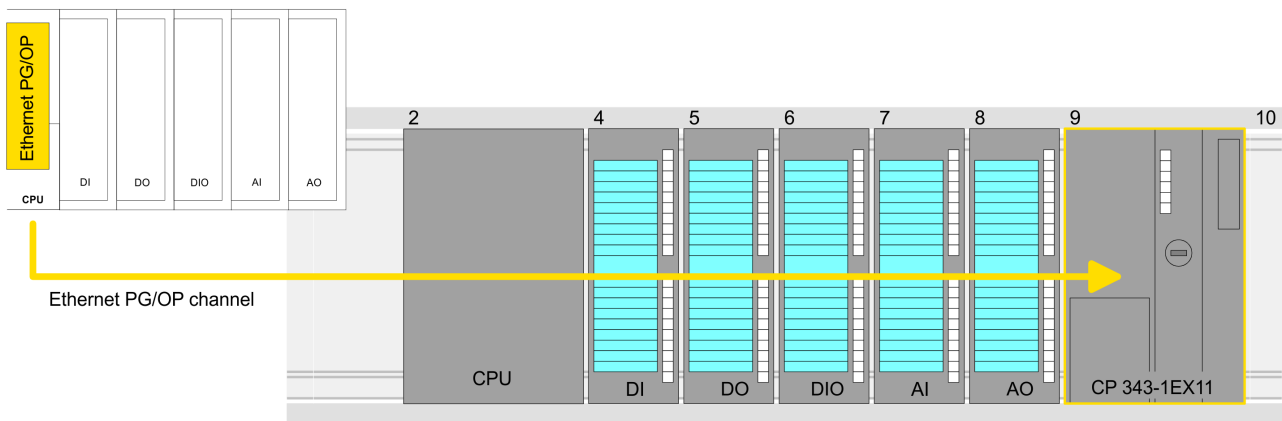 Ethernet PG/OP
CPU
DI
DO
DIO
AI
AO
2
4
5
6
7
8
9
10
Ethernet PG/OP channel
CPU
DI
DO
DIO
AI
AO
CP 343-1EX11